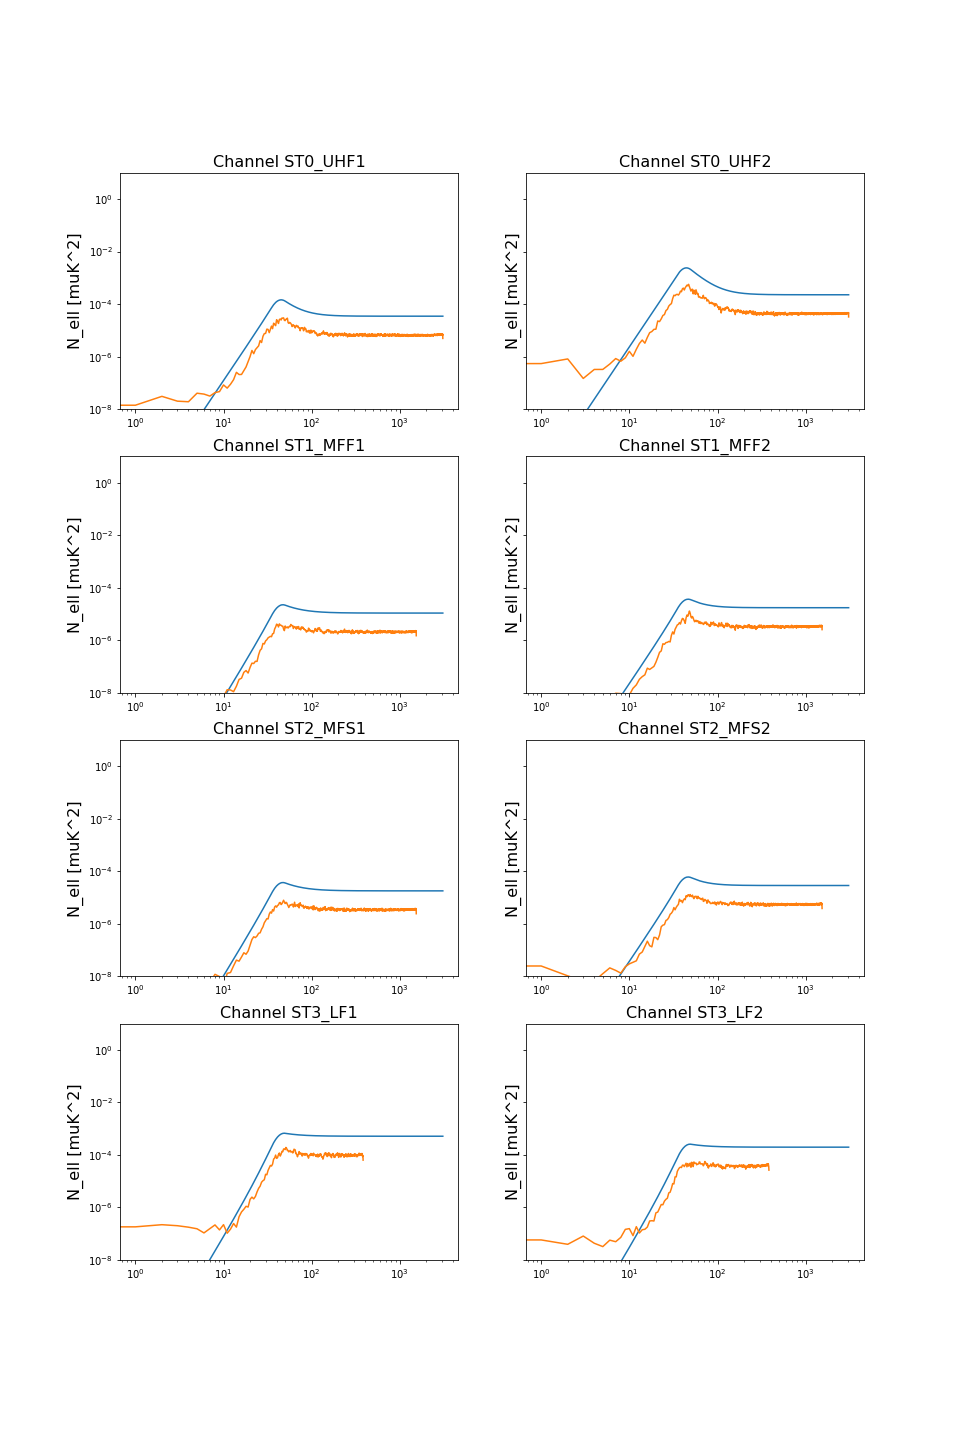 Channel ST0_UHF1
Channel ST0_UHF2
N_ell [muK^2]
10^0
10^-2
10^-4
10^-6
10^-8
10^0 10^1 10^2 10^3
N_ell [muK^2]
10^0 10^1 10^2 10^3
Channel ST1_MFF1
Channel ST1_MFF2
N_ell [muK^2]
10^0
10^-2
10^-4
10^-6
10^-8
10^0 10^1 10^2 10^3
N_ell [muK^2]
10^0 10^1 10^2 10^3
Channel ST2_MFS1
Channel ST2_MFS2
N_ell [muK^2]
10^0
10^-2
10^-4
10^-6
10^-8
10^0 10^1 10^2 10^3
N_ell [muK^2]
10^0 10^1 10^2 10^3
Channel ST3_LF1
Channel ST3_LF2
N_ell [muK^2]
10^0
10^-2
10^-4
10^-6
10^-8
10^0 10^1 10^2 10^3
N_ell [muK^2]
10^0 10^1 10^2 10^3